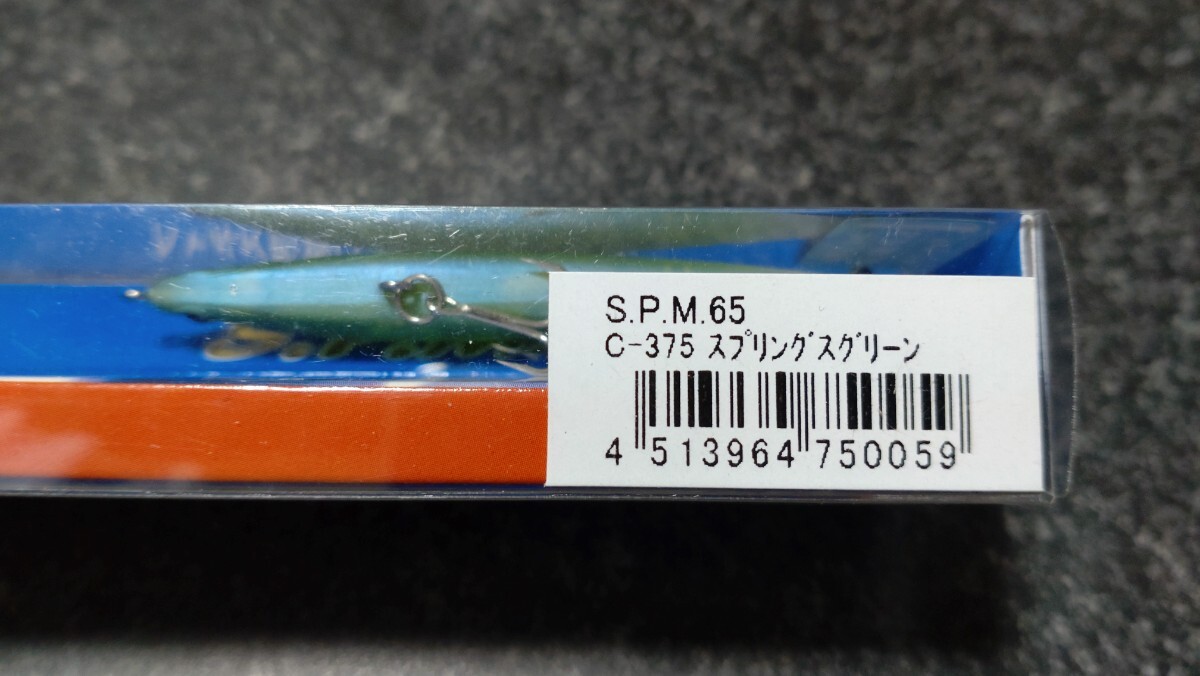 S.P.M.65
C-375 ｽﾌﾟﾘﾝｸﾞｽｸﾞﾘｰﾝ
4 513964 750059